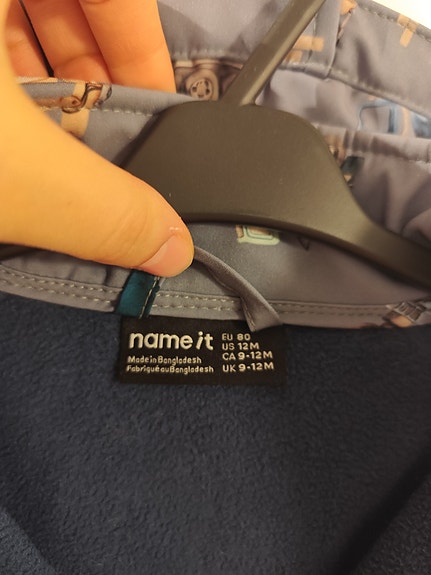 name it
Made in Bangladesh
Fabriqué au Bangladesh
EU 80
US 12M
CA 9-12M
UK 9-12M